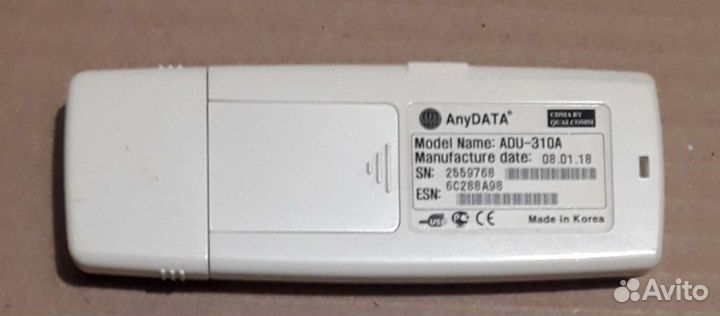 AnyDATA®
CDMA BY
QUALCOMM
Model Name: ADU-310A
Manufacture date: 08.01.18
SN: 2559768
ESN: 6C288A98
USB
CE
Made in Korea
Avito